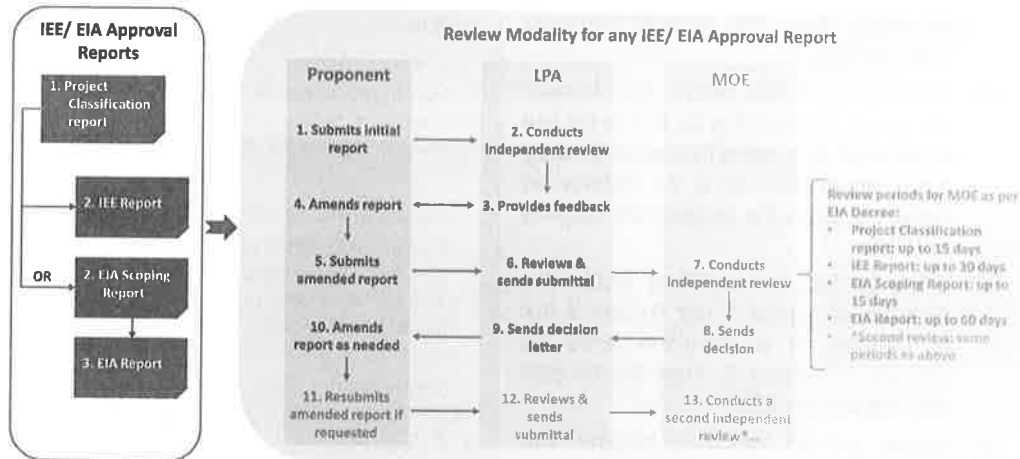 IEE/ EIA Approval
Reports
1. Project
Classification
report
2. IEE Report
OR
2. EIA Scoping
Report
3. EIA Report
Review Modality for any IEE/ EIA Approval Report
Proponent
LPA
MOE
1. Submits initial
report
2. Conducts
Independent review
4. Amends report
3. Provides feedback
5. Submits
amended report
6. Reviews &
sends submittal
7. Conducts
Independent review
10. Amends
report as needed
9. Sends decision
letter
8. Sends
decision
11. Resubmits
amended report if
requested
12. Reviews &
sends
submittal
13. Conducts a
second independent
review*...
Review periods for MOE as per
EIA Decree:
• Project Classification
report: up to 15 days
• IEE Report: up to 30 days
• EIA Scoping Report: up to
15 days
• EIA Report: up to 60 days
*Second review: same
periods as above